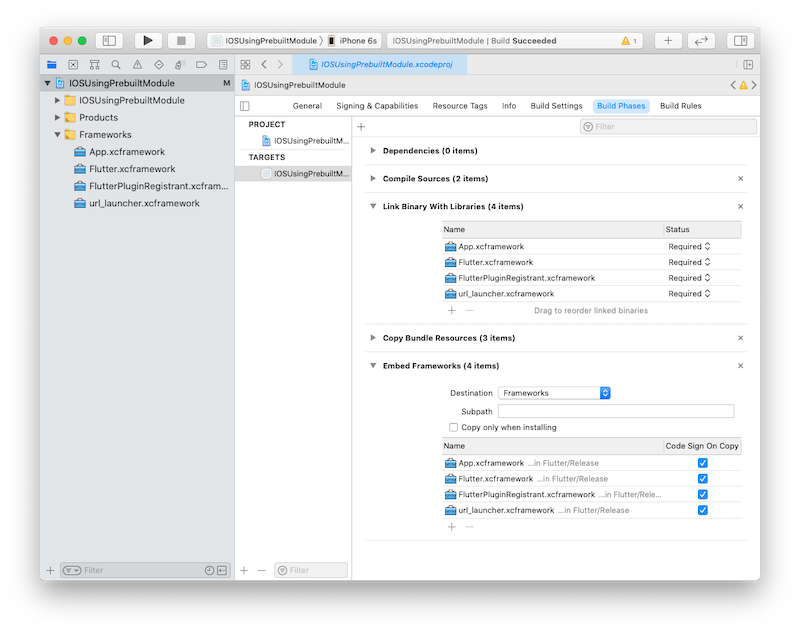 IOSUsingPrebuiltModule
iPhone 6s
IOSUsingPrebuiltModule | Build Succeeded
1
IOSUsingPrebuiltModule.xcodeproj
IOSUsingPrebuiltModule M
IOSUsingPrebuiltModule
Products
Frameworks
App.xcframework
Flutter.xcframework
FlutterPluginRegistrant.xcfram...
url_launcher.xcframework
Filter
IOSUsingPrebuiltModule
General Signing & Capabilities Resource Tags Info Build Settings Build Phases Build Rules
PROJECT
IOSUsingPrebuiltM...
TARGETS
IOSUsingPrebuiltM...
Filter
Filter
Dependencies (0 items)
Compile Sources (2 items)
Link Binary With Libraries (4 items)
Name Status
App.xcframework Required
Flutter.xcframework Required
FlutterPluginRegistrant.xcframework Required
url_launcher.xcframework Required
Drag to reorder linked binaries
Copy Bundle Resources (3 items)
Embed Frameworks (4 items)
Destination Frameworks
Subpath
Copy only when installing
Name Code Sign On Copy
App.xcframework ...in Flutter/Release
Flutter.xcframework ...in Flutter/Release
FlutterPluginRegistrant.xcframework ...in Flutter/Rele...
url_launcher.xcframework ...in Flutter/Release